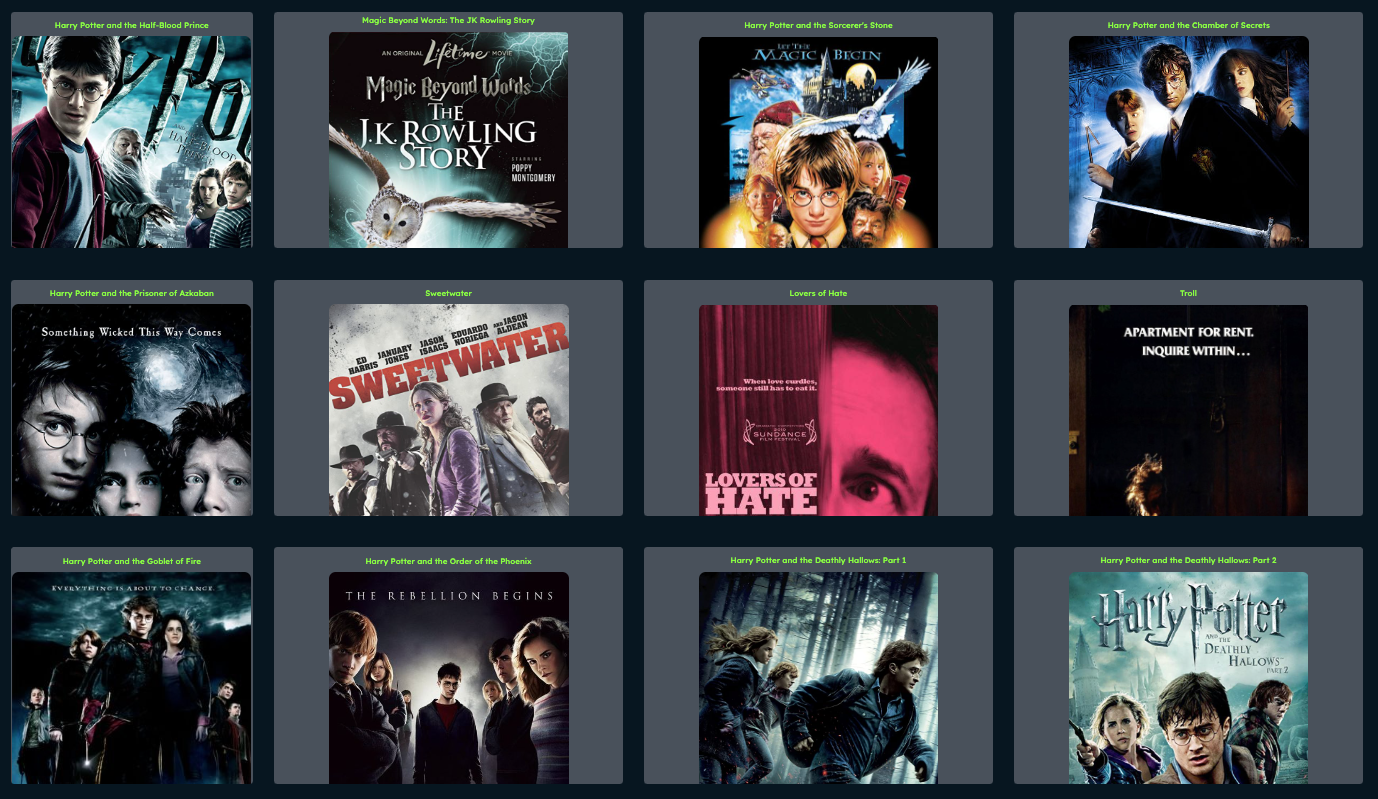 Harry Potter and the Half-Blood Prince
Magic Beyond Words: The JK Rowling Story
Harry Potter and the Sorcerer's Stone
Harry Potter and the Chamber of Secrets
AND THE
HALF-BLOOD
AN ORIGINAL Lifetime MOVIE
Magic Beyond Words
THE
J.K. ROWLING
STORY
STARRING
POPPY
MONTGOMERY
LET THE
MAGIC BEGIN
Harry Potter and the Prisoner of Azkaban
Sweetwater
Lovers of Hate
Troll
SOMETHING WICKED THIS WAY COMES
ED HARRIS
JANUARY JONES
JASON ISAACS
EDUARDO NORIEGA
AND JASON ALDEAN
SWEETWATER
When love curdles,
someone still has to eat it.
DRAMATIC COMPETITION
2010
SUNDANCE
FILM FESTIVAL
LOVERS OF
HATE
APARTMENT FOR RENT.
INQUIRE WITHIN...
Harry Potter and the Goblet of Fire
Harry Potter and the Order of the Phoenix
Harry Potter and the Deathly Hallows: Part 1
Harry Potter and the Deathly Hallows: Part 2
EVERYTHING IS ABOUT TO CHANGE.
THE REBELLION BEGINS
Harry Potter
AND THE
DEATHLY
HALLOWS
PART 2